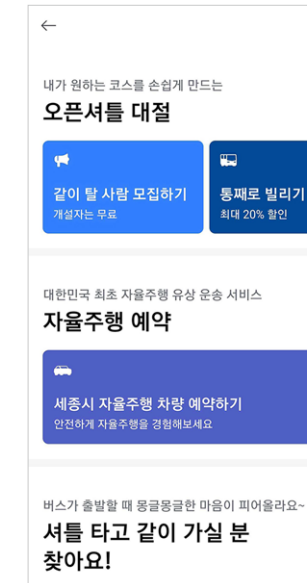 내가 원하는 코스를 손쉽게 만드는
오픈셔틀 대절
같이 탈 사람 모집하기
개설자는 무료
통째로 빌리기
최대 20% 할인
대한민국 최초 자율주행 유상 운송 서비스
자율주행 예약
세종시 자율주행 차량 예약하기
안전하게 자율주행을 경험해보세요
버스가 출발할 때 몽글몽글한 마음이 피어올라요~
셔틀 타고 같이 가실 분
찾아요!